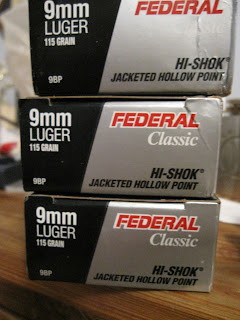 9mm
LUGER
115 GRAIN
FEDERAL
HI-SHOK®
JACKETED HOLLOW POINT
9BP
9mm
LUGER
115 GRAIN
FEDERAL
Classic
HI-SHOK®
JACKETED HOLLOW POINT
9BP
9mm
LUGER
115 GRAIN
FEDERAL
Classic
HI-SHOK®
JACKETED HOLLOW POINT
9BP